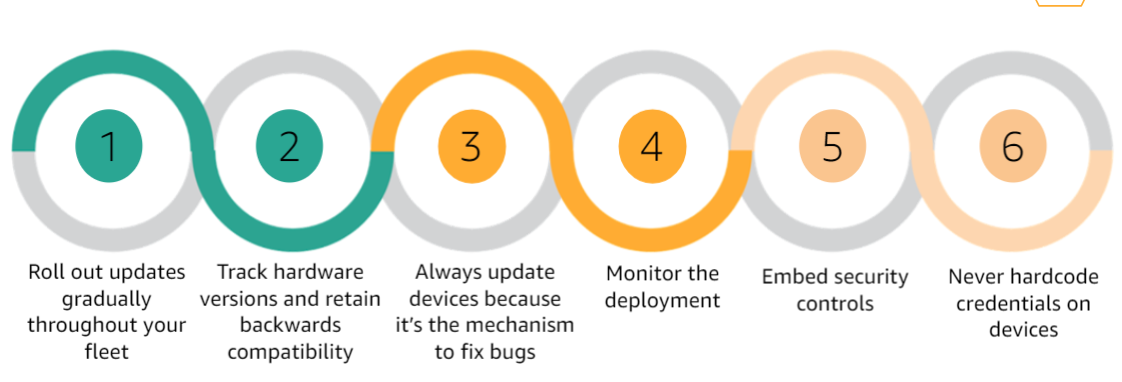 1
2
3
4
5
6
Roll out updates
gradually
throughout your
fleet
Track hardware
versions and retain
backwards
compatibility
Always update
devices because
it’s the mechanism
to fix bugs
Monitor the
deployment
Embed security
controls
Never hardcode
credentials on
devices